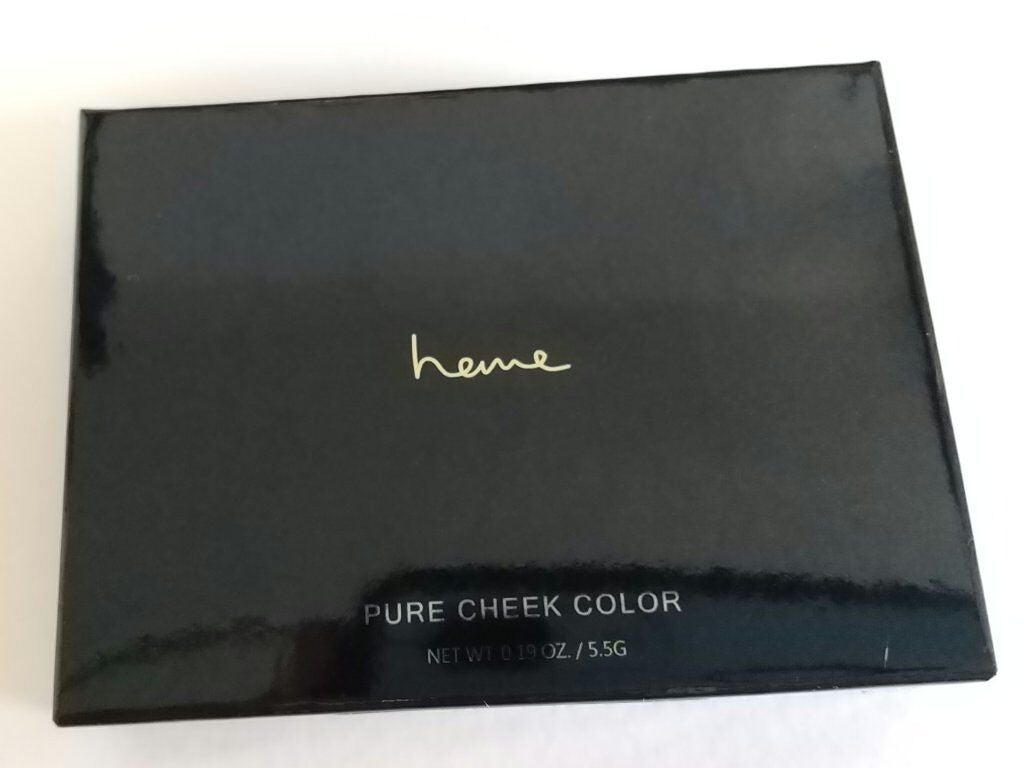 heme
PURE CHEEK COLOR
NET WT 0.19 OZ. / 5.5G